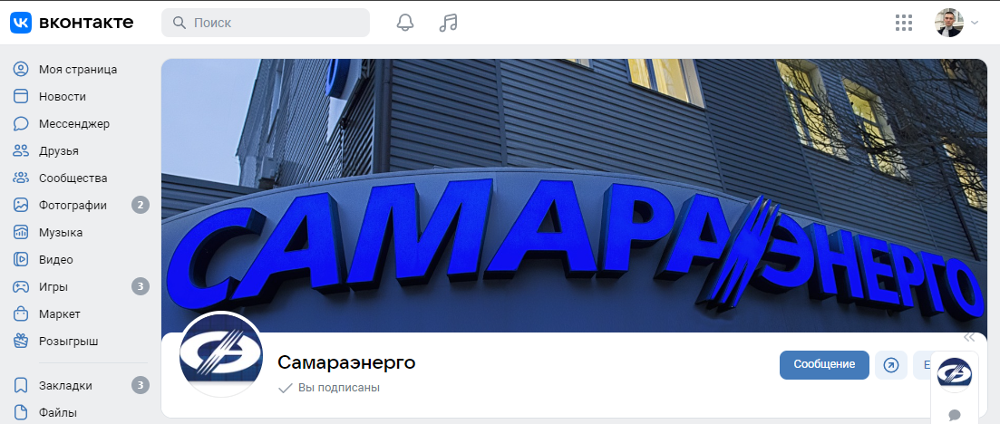 вконтакте
Поиск
Моя страница
Новости
Мессенджер
Друзья
Сообщества
Фотографии 2
Музыка
Видео
Игры 3
Маркет
Розыгрыш
Закладки 3
Файлы
САМАРАЭНЕРГО
Самараэнерго
Вы подписаны
Сообщение